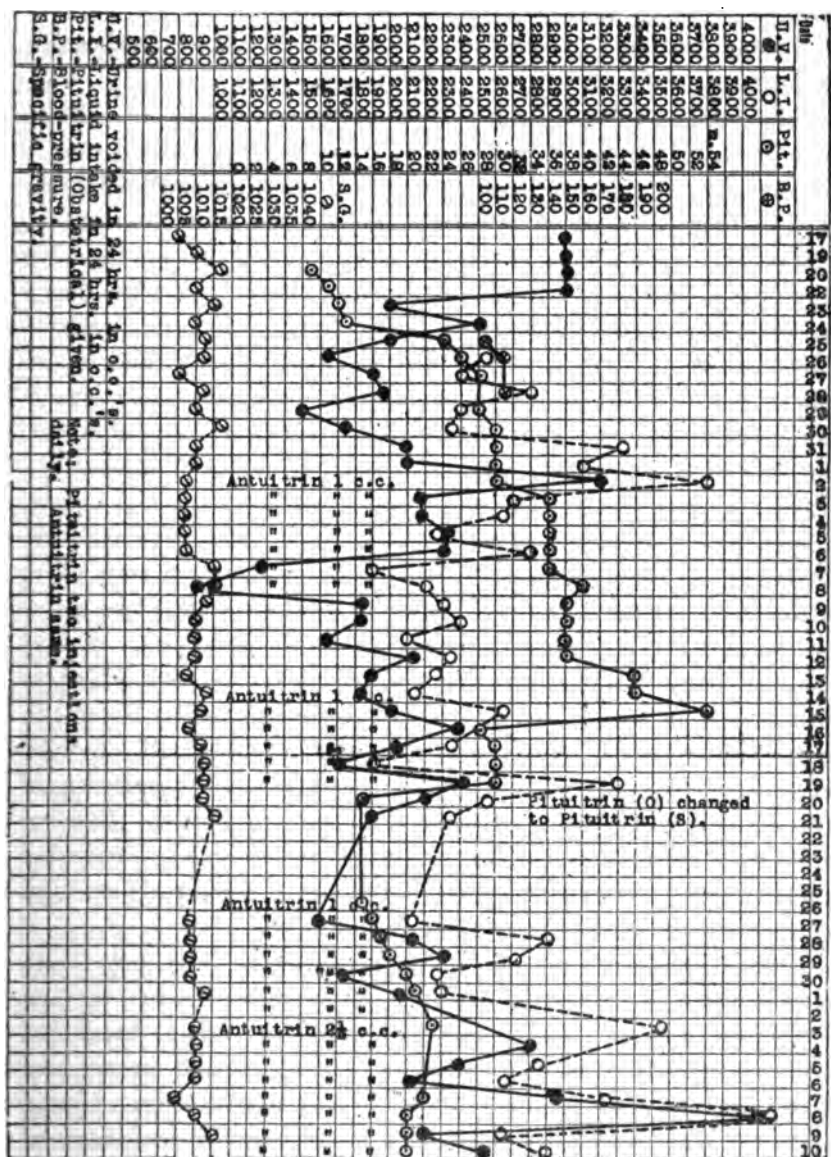 Date
U.V. 4000 3900 3800 3700 3600 3500 3400 3300 3200 3100 3000 2900 2800 2700 2600 2500 2400 2300 2200 2100 2000 1900 1800 1700 1600 1500 1400 1300 1200 1100 1000 900 800 700 600 500
L.I. 4000 3900 3800 3700 3600 3500 3400 3300 3200 3100 3000 2900 2800 2700 2600 2500 2400 2300 2200 2100 2000 1900 1800 1700 1600 1500 1400 1300 1200 1100 1000
Pit. m.54 52 50 48 46 44 42 40 38 36 34 32 30 28 26 24 22 20 18 16 14 12 10 8 6 4 2 0
B.P. 200 190 180 170 160 150 140 130 120 110 100
S.G. 1040 1035 1030 1025 1020 1015 1010 1005 1000
17 19 20 22 23 24 25 26 27 28 29 30 31 1 2 3 4 5 6 7 8 9 10 11 12 13 14 15 16 17 18 19 20 21 22 23 24 25 26 27 28 29 30 1 2 3 4 5 6 7 8 9 10
Antuitrin 1 c.c.
Antuitrin 1 c.c.
Pituitrin (O) changed
to Pituitrin (S).
Antuitrin 1 c.c.
Antuitrin 2½ c.c.
U.V.-Urine voided in 24 hrs. in c.c.'s.
L.I.-Liquid intake in 24 hrs. in c.c.'s.
Pit.-Pituitrin (Obstetrical) given. Note: Pituitrin two injections
B.P.-Blood-pressure. daily. Antuitrin same.
S.G.-Specific gravity.